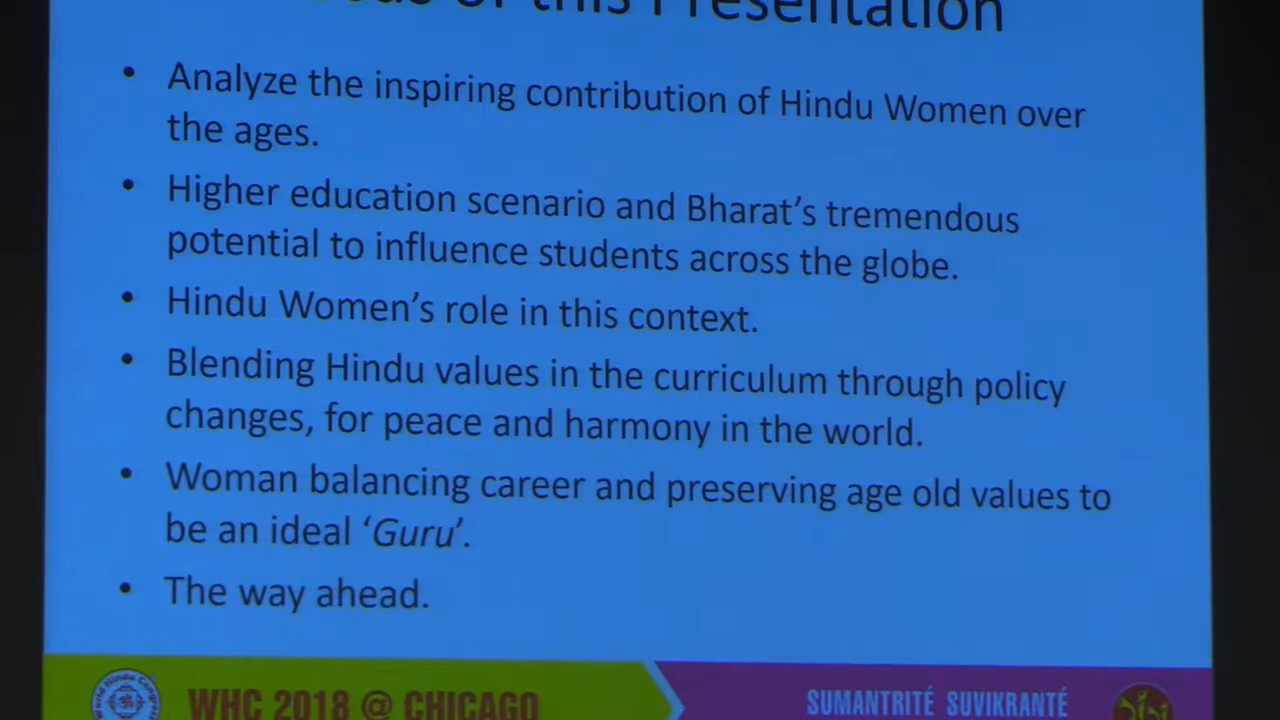 of this Presentation
• Analyze the inspiring contribution of Hindu Women over
the ages.
• Higher education scenario and Bharat's tremendous
potential to influence students across the globe.
• Hindu Women's role in this context.
• Blending Hindu values in the curriculum through policy
changes, for peace and harmony in the world.
• Woman balancing career and preserving age old values to
be an ideal 'Guru'.
• The way ahead.
WHC 2018 @ CHICAGO
SUMANTRITÉ SUVIKRANTÉ